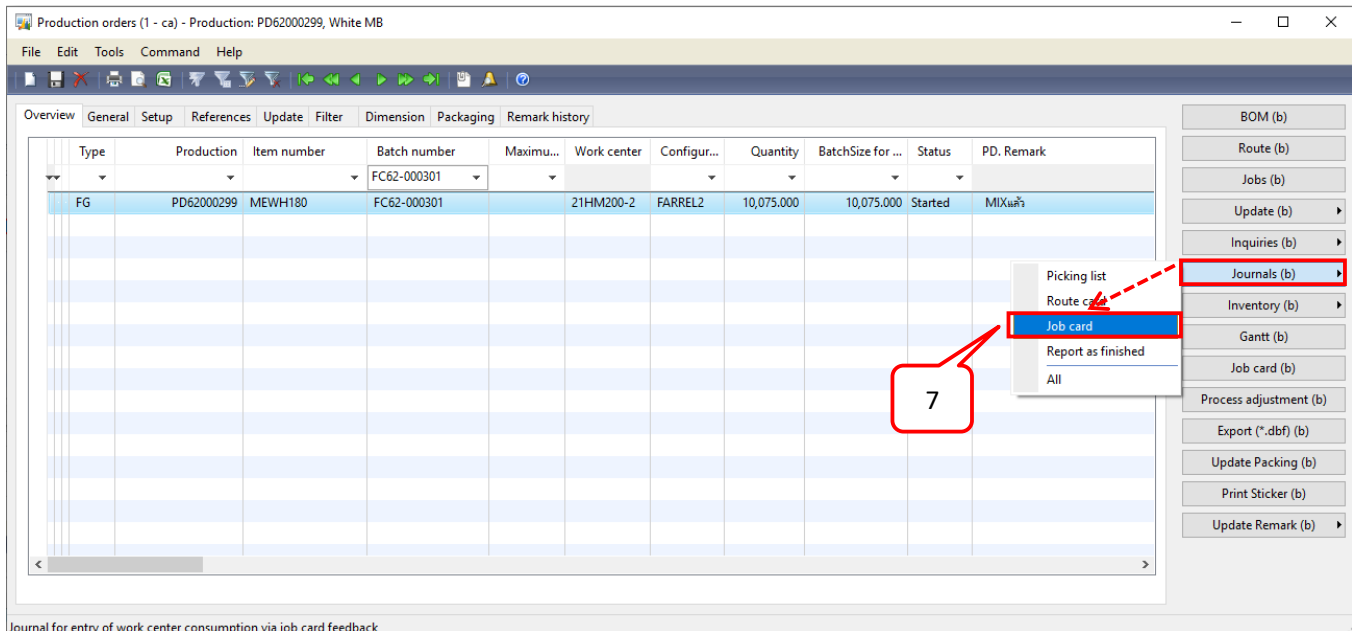 Production orders (1 - ca) - Production: PD62000299, White MB
File Edit Tools Command Help
Overview General Setup References Update Filter Dimension Packaging Remark history
Type Production Item number Batch number Maximu... Work center Configur... Quantity BatchSize for ... Status PD. Remark
FC62-000301
FG PD62000299 MEWH180 FC62-000301 21HM200-2 FARREL2 10,075.000 10,075.000 Started MIXแล้ว
BOM (b)
Route (b)
Jobs (b)
Update (b)
Inquiries (b)
Journals (b)
Inventory (b)
Gantt (b)
Job card (b)
Process adjustment (b)
Export (*.dbf) (b)
Update Packing (b)
Print Sticker (b)
Update Remark (b)
Picking list
Route card
Job card
Report as finished
All
7
Journal for entry of work center consumption via job card feedback